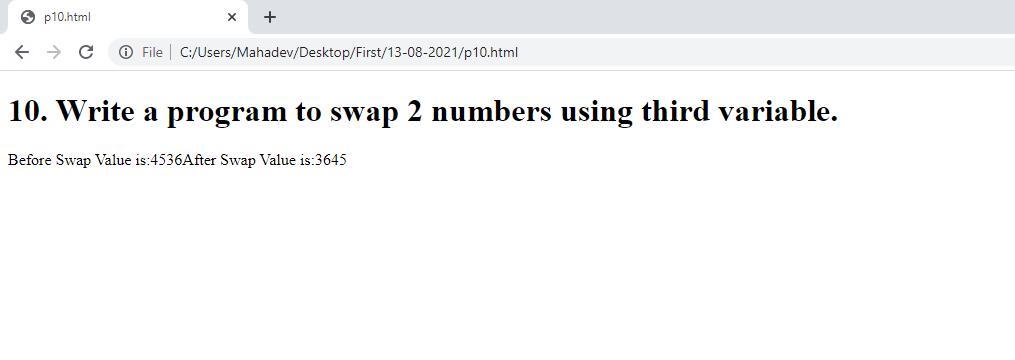 p10.html
File | C:/Users/Mahadev/Desktop/First/13-08-2021/p10.html
10. Write a program to swap 2 numbers using third variable.
Before Swap Value is:4536After Swap Value is:3645